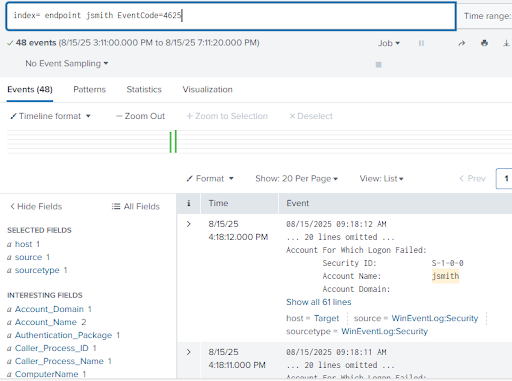 index= endpoint jsmith EventCode=4625
Time range:
✓ 48 events (8/15/25 3:11:00.000 PM to 8/15/25 7:11:20.000 PM)
Job
No Event Sampling
Events (48) Patterns Statistics Visualization
Timeline format — Zoom Out + Zoom to Selection × Deselect
Format Show: 20 Per Page View: List < Prev 1
< Hide Fields All Fields
i Time Event
SELECTED FIELDS
a host 1
a source 1
a sourcetype 1
INTERESTING FIELDS
a Account_Domain 1
a Account_Name 2
a Authentication_Package 1
a Caller_Process_ID 1
a Caller_Process_Name 1
a ComputerName 1
> 8/15/25
4:18:12.000 PM
08/15/2025 09:18:12 AM
... 20 lines omitted ...
Account For Which Logon Failed:
Security ID: S-1-0-0
Account Name: jsmith
Account Domain:
Show all 61 lines
host = Target source = WinEventLog:Security
sourcetype = WinEventLog:Security
> 8/15/25
4:18:11.000 PM
08/15/2025 09:18:11 AM
... 20 lines omitted ...
Account For Which Logon Failed: